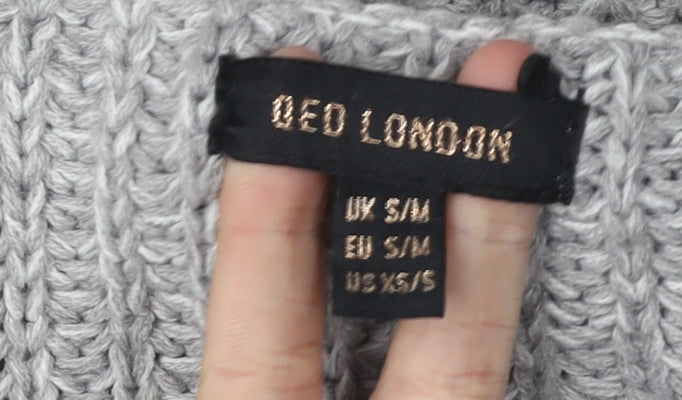 QED LONDON
UK S/M
EU S/M
US XS/S